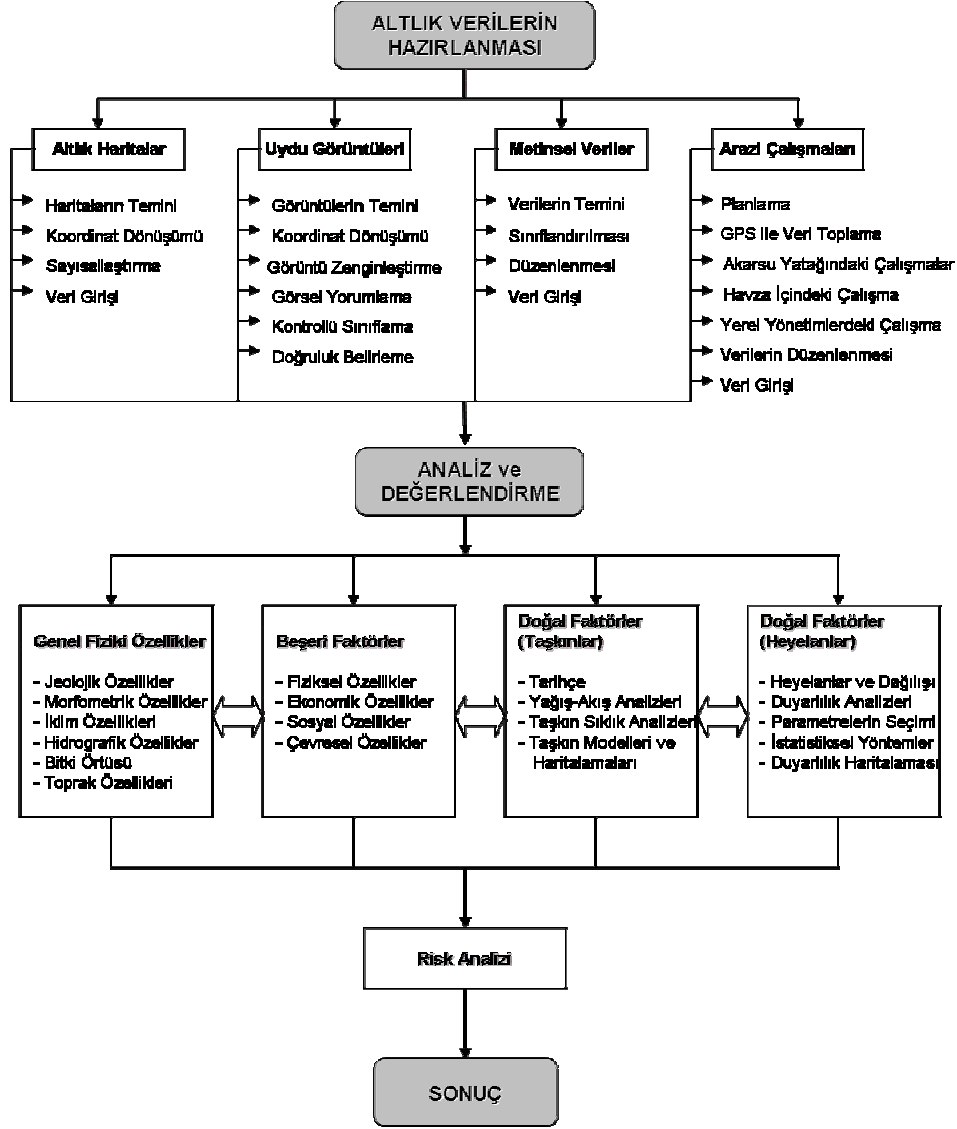 ALTLIK VERİLERİN
HAZIRLANMASI
Altlık Haritalar
Haritaların Temini
Koordinat Dönüşümü
Sayısallaştırma
Veri Girişi
Uydu Görüntüleri
Görüntülerin Temini
Koordinat Dönüşümü
Görüntü Zenginleştirme
Görsel Yorumlama
Kontrollü Sınıflama
Doğruluk Belirleme
Metinsel Veriler
Verilerin Temini
Sınıflandırılması
Düzenlenmesi
Veri Girişi
Arazi Çalışmaları
Planlama
GPS ile Veri Toplama
Akarsu Yatağındaki Çalışmalar
Havza İçindeki Çalışma
Yerel Yönetimlerdeki Çalışma
Verilerin Düzenlenmesi
Veri Girişi
ANALİZ ve
DEĞERLENDİRME
Genel Fiziki Özellikler
- Jeolojik Özellikler
- Morfometrik Özellikler
- İklim Özellikleri
- Hidrografik Özellikler
- Bitki Örtüsü
- Toprak Özellikleri
Beşeri Faktörler
- Fiziksel Özellikler
- Ekonomik Özellikler
- Sosyal Özellikler
- Çevresel Özellikler
Doğal Faktörler
(Taşkınlar)
- Tarihçe
- Yağış-Akış Analizleri
- Taşkın Sıklık Analizleri
- Taşkın Modelleri ve
Haritalamaları
Doğal Faktörler
(Heyelanlar)
- Heyelanlar ve Dağılışı
- Duyarlılık Analizleri
- Parametrelerin Seçimi
- İstatistiksel Yöntemler
- Duyarlılık Haritalaması
Risk Analizi
SONUÇ